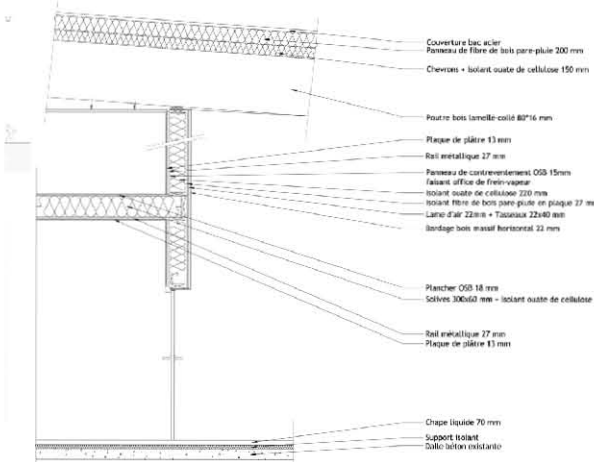 Couverture bac acier
Panneau de fibre de bois pare-pluie 200 mm
Chevrons + Isolant ouate de cellulose 150 mm
Poutre bois lamellé-collé 80*16 mm
Plaque de plâtre 13 mm
Rail métallique 27 mm
Panneau de contreventement OSB 15mm
faisant office de frein-vapeur
Isolant ouate de cellulose 220 mm
Isolant fibre de bois pare-pluie en plaque 27 mm
Lame d'air 22mm + Tasseaux 22x40 mm
Bardage bois massif horizontal 22 mm
Plancher OSB 18 mm
Solives 300x60 mm + isolant ouate de cellulose
Rail métallique 27 mm
Plaque de plâtre 13 mm
Chape liquide 70 mm
Support isolant
Dalle béton existante